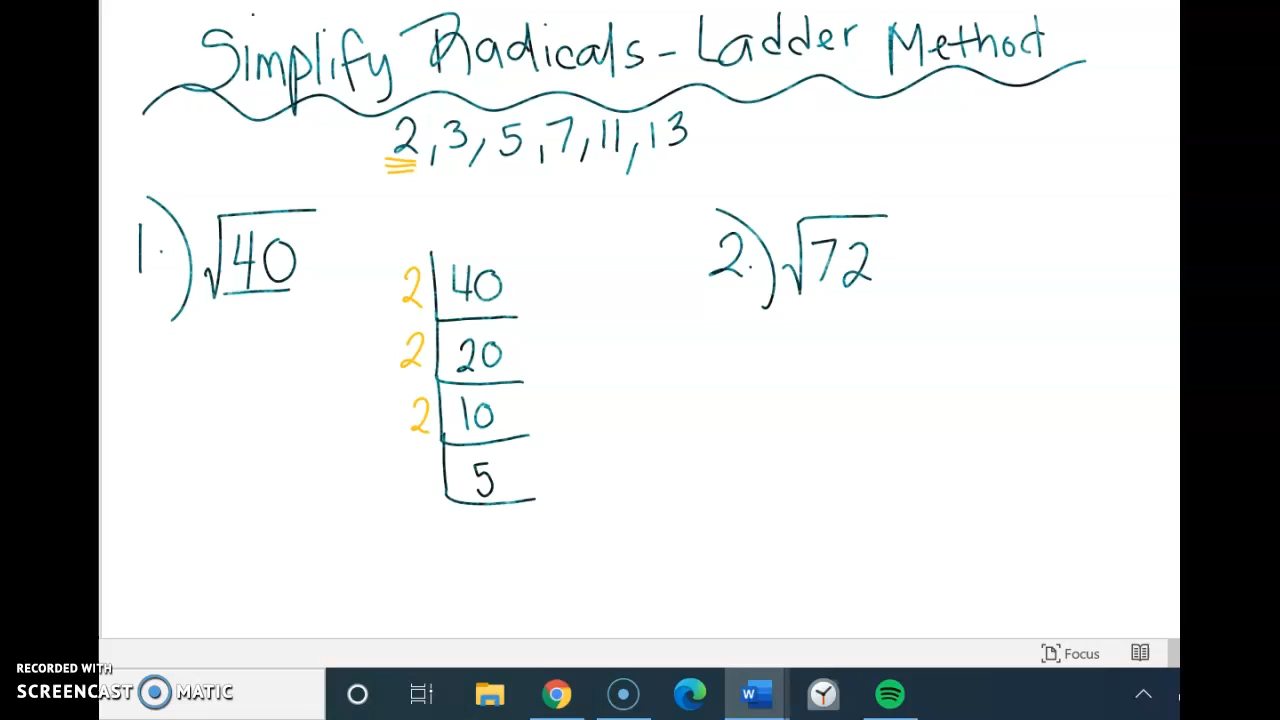 Simplify Radicals - Ladder Method
2, 3, 5, 7, 11, 13
1.) √40
2 40
2 20
2 10
5
2.) √72
Focus
RECORDED WITH
SCREENCAST MATIC